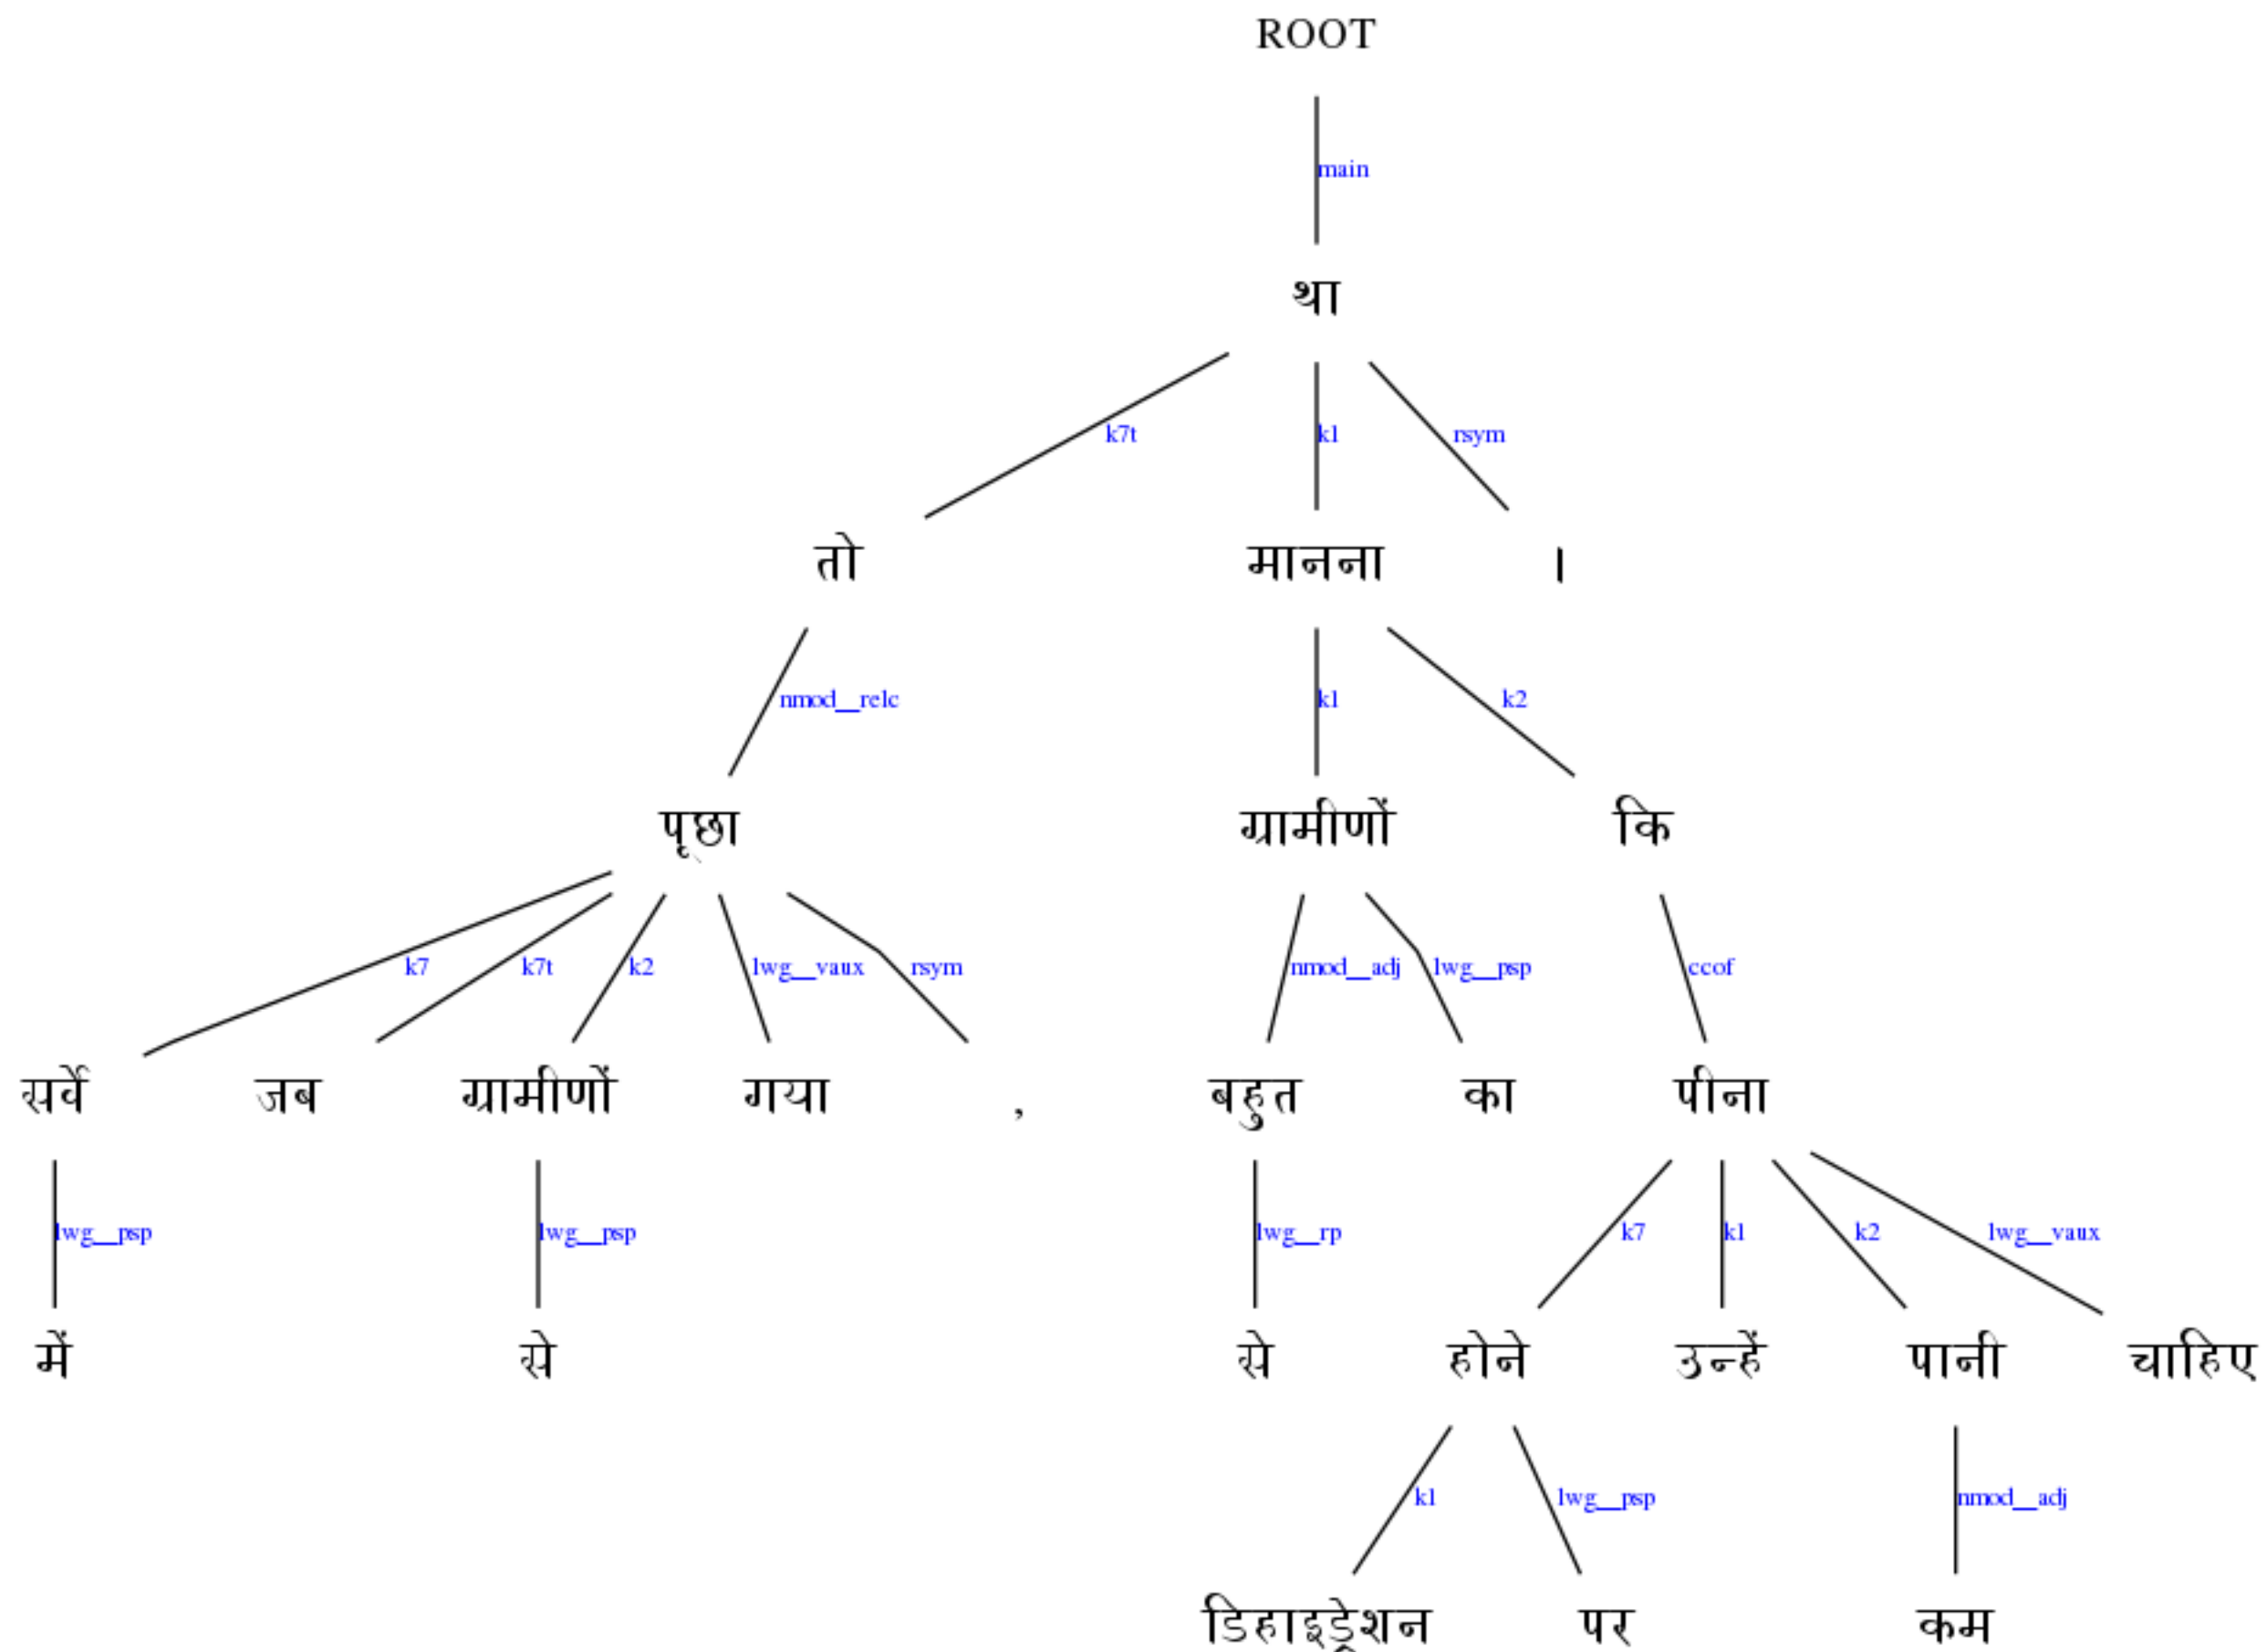 ROOT
main
था
k7t k1 rsym
तो मानना ।
nmod__relc k1 k2
पूछा ग्रामीणों कि
k7 k7t k2 lwg__vaux rsym nmod__adj lwg__psp ccof
सर्वे जब ग्रामीणों गया , बहुत का पीना
lwg__psp lwg__psp lwg__rp k7 k1 k2 lwg__vaux
में से से होने उन्हें पानी चाहिए
k1 lwg__psp nmod__adj
डिहाइड्रेशन पर कम